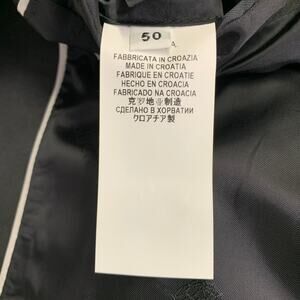 50
A.
FABBRICATA IN CROAZIA
MADE IN CROATIA
FABRIQUE EN CROATIE
HECHO EN CROACIA
FABRICADO NA CROACIA
克罗地亚制造
СДЕЛАНО В ХОРВАТИИ
クロアチア製